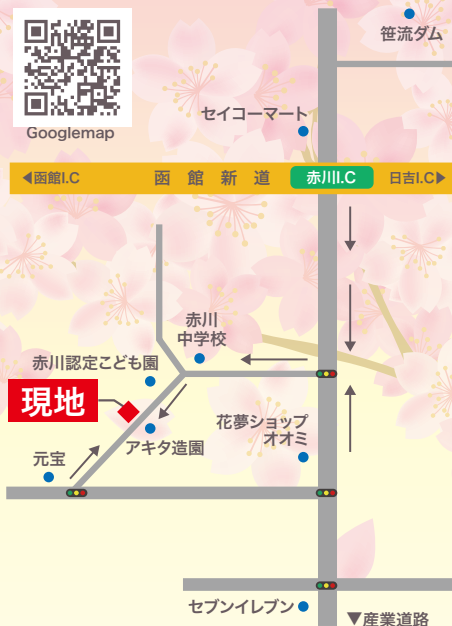 笹流ダム
Googlemap
セイコーマート
◀函館I.C
函館新道
赤川I.C
日吉I.C▶
赤川
中学校
赤川認定こども園
現地
花夢ショップ
オオミ
アキタ造園
元宝
セブンイレブン
▼産業道路